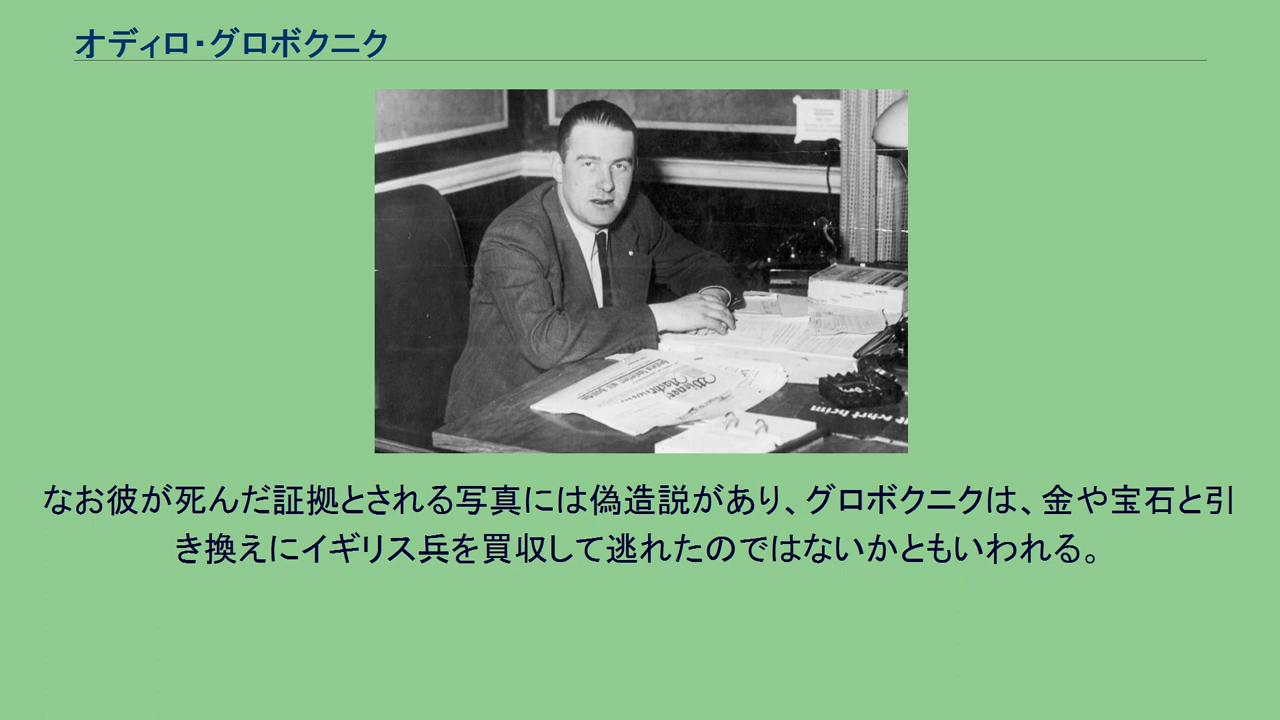 オディロ・グロボクニク
Wiener
なお彼が死んだ証拠とされる写真には偽造説があり、グロボクニクは、金や宝石と引
き換えにイギリス兵を買収して逃れたのではないかともいわれる。